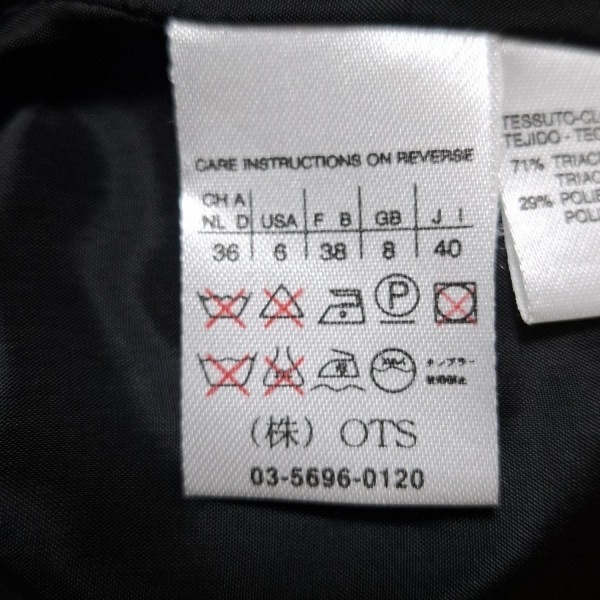 CARE INSTRUCTIONS ON REVERSE
CH A
NL D USA F B GB J I
36 6 38 8 40
P
タンブラー
(株) OTS
03-5696-0120
TESSUTO-CL
TEJIDO - TEC
71% TRIAC
TRIAC
29% POLIE
POLI